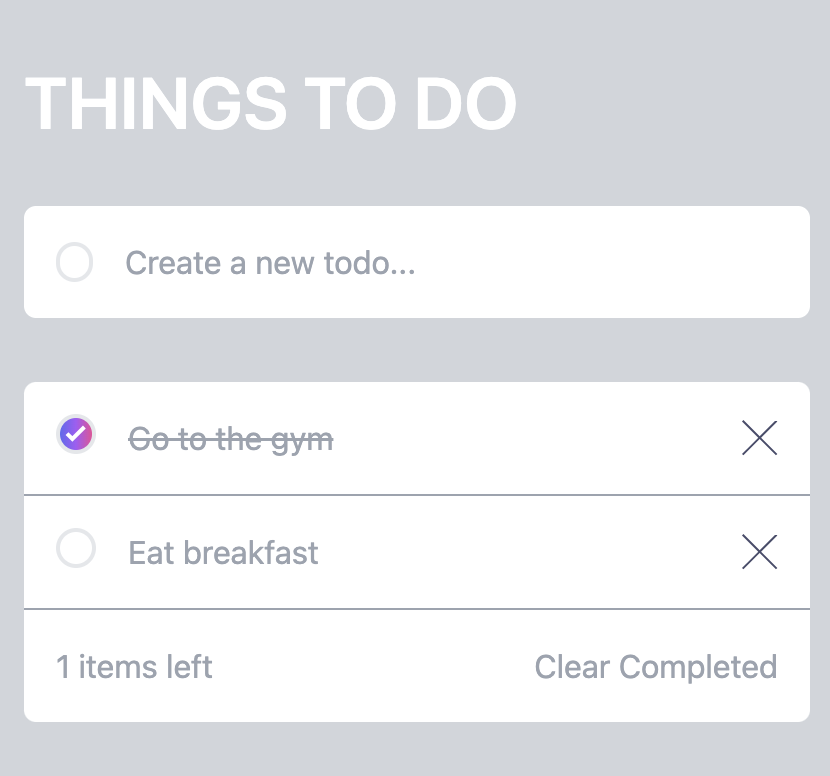 THINGS TO DO
Create a new todo...
Go to the gym
Eat breakfast
1 items left
Clear Completed